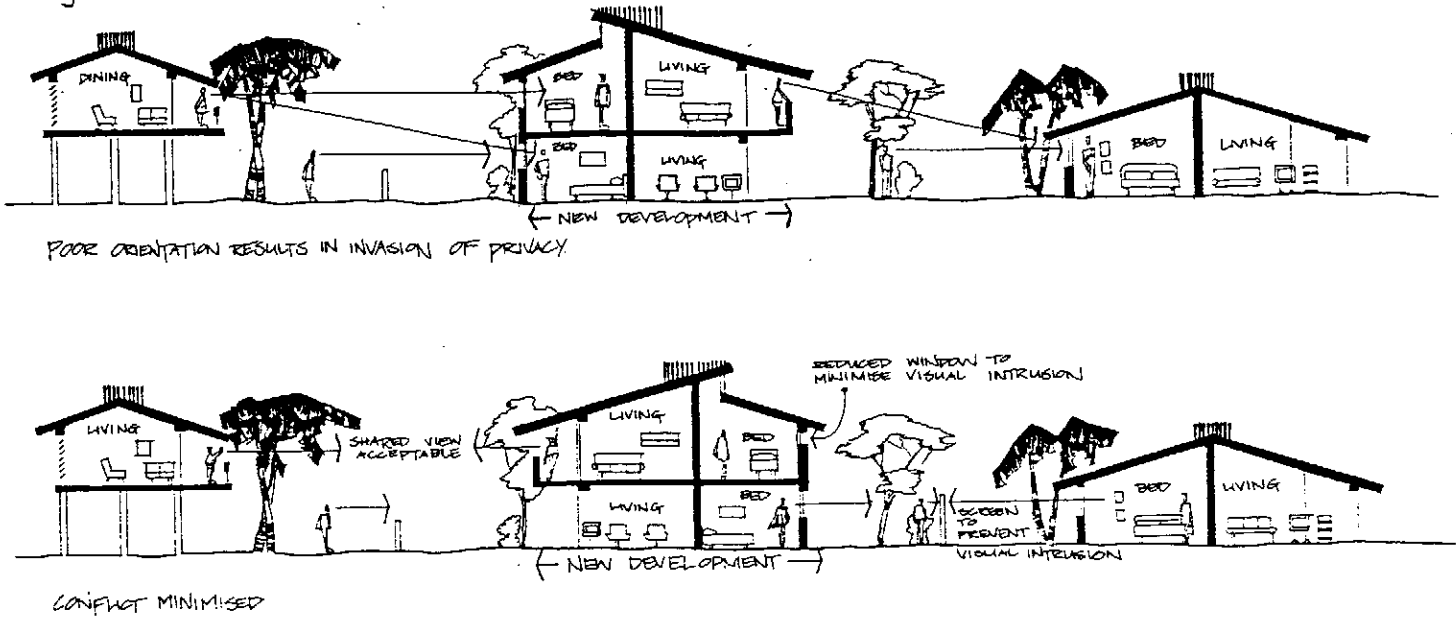 DINING
BED
LIVING
BED
LIVING
BED
LIVING
NEW DEVELOPMENT
POOR ORIENTATION RESULTS IN INVASION OF PRIVACY
REDUCED WINDOW TO
MINIMISE VISUAL INTRUSION
LIVING
SHARED VIEW
ACCEPTABLE
LIVING
BED
LIVING
BED
BED
LIVING
SCREEN
TO
PREVENT
VISUAL INTRUSION
NEW DEVELOPMENT
CONFLICT MINIMISED